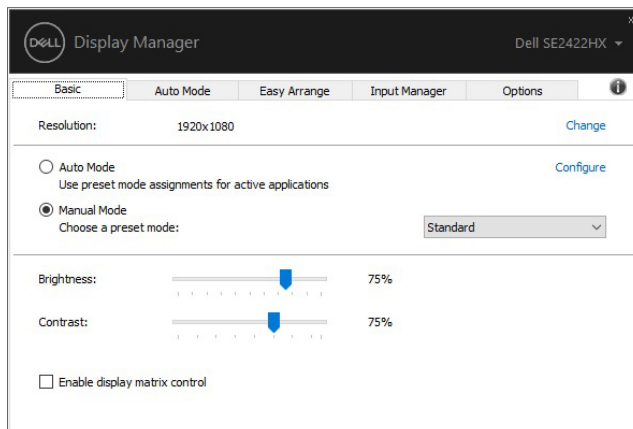 DELL Display Manager Dell SE2422HX
Basic Auto Mode Easy Arrange Input Manager Options
Resolution: 1920x1080 Change
Auto Mode Configure
Use preset mode assignments for active applications
Manual Mode
Choose a preset mode: Standard
Brightness: 75%
Contrast: 75%
Enable display matrix control